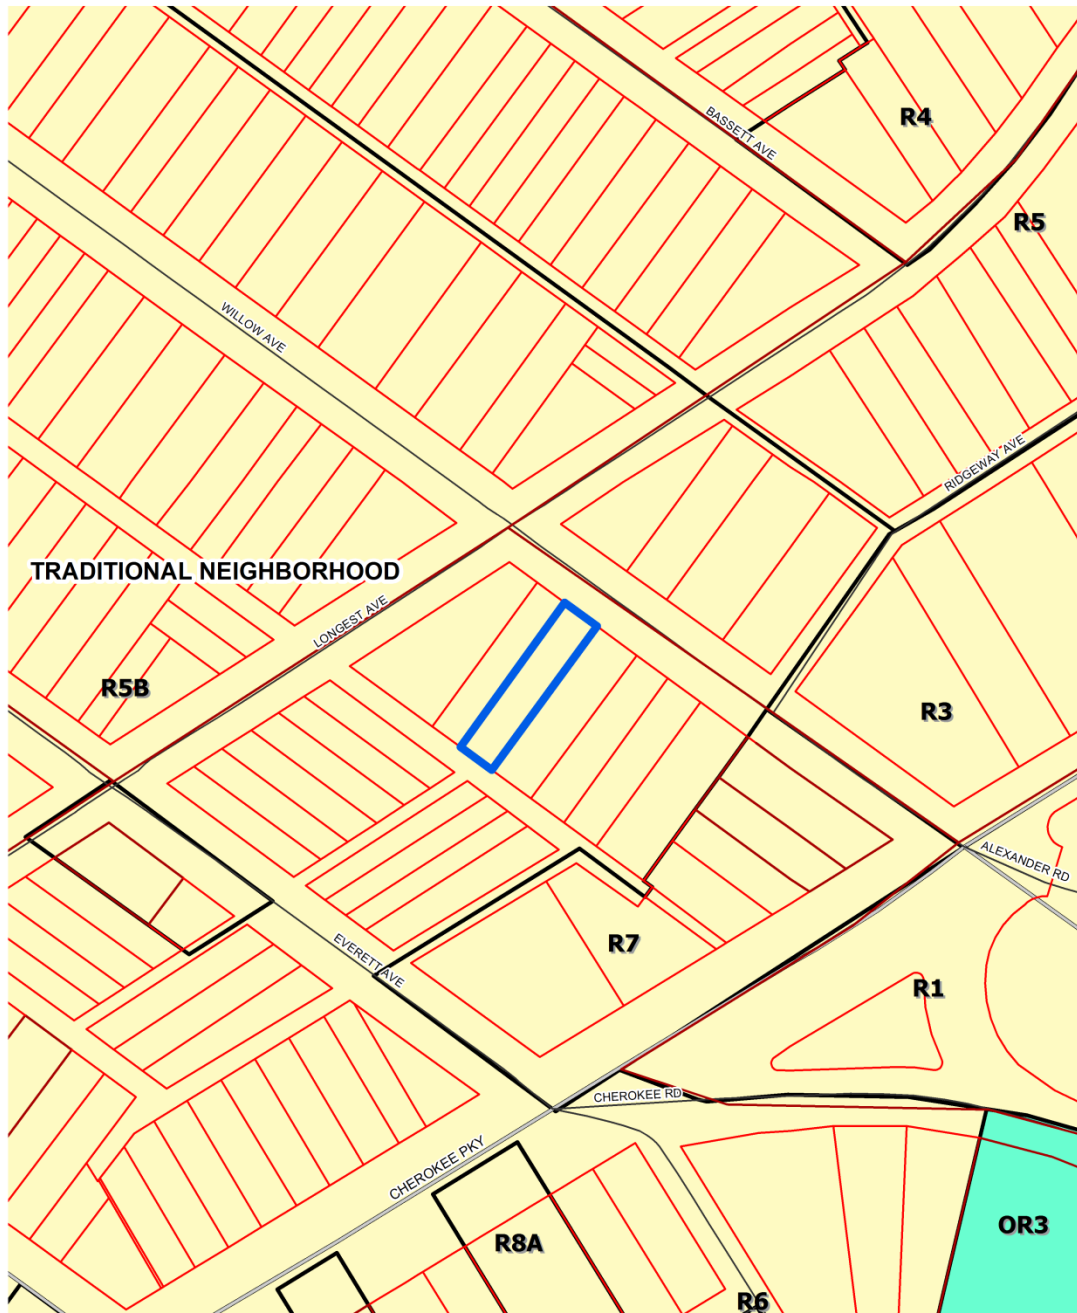 BASSETT AVE
R4
R5
WILLOW AVE
RIDGEWAY AVE
TRADITIONAL NEIGHBORHOOD
LONGEST AVE
R5B
R3
ALEXANDER RD
R7
EVERETT AVE
R1
CHEROKEE RD
CHEROKEE PKY
OR3
R8A
R6